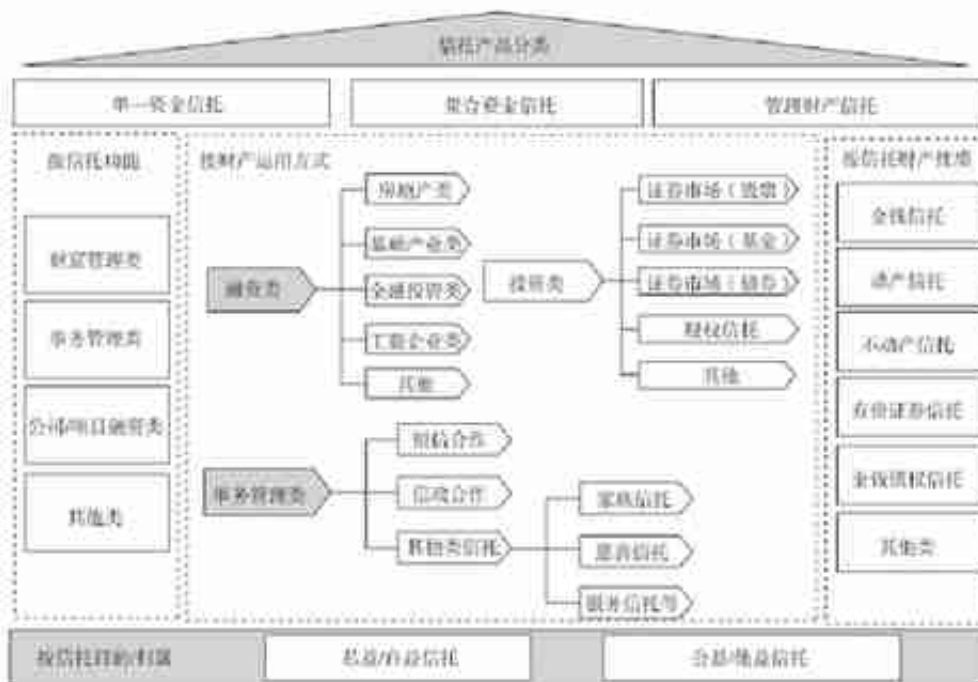 信托产品分类
单一资金信托
集合资金信托
管理财产信托
按信托功能
财富管理类
事务管理类
公司/项目融资类
其他类
按财产运用方式
融资类
房地产类
基础产业类
金融投资类
工商企业类
其他
投资类
证券市场(股票)
证券市场(基金)
证券市场(债券)
股权信托
其他
事务管理类
银信合作
信政合作
其他类信托
家族信托
慈善信托
服务信托等
按信托财产性质
金钱信托
动产信托
不动产信托
有价证券信托
金钱债权信托
其他类
按信托目的/归属
私益/自益信托
公益/他益信托